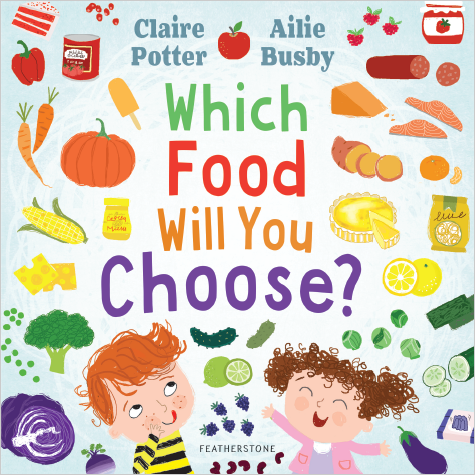 Claire
Potter
Ailie
Busby
Which
Food
Will You
Choose?
FEATHERSTONE